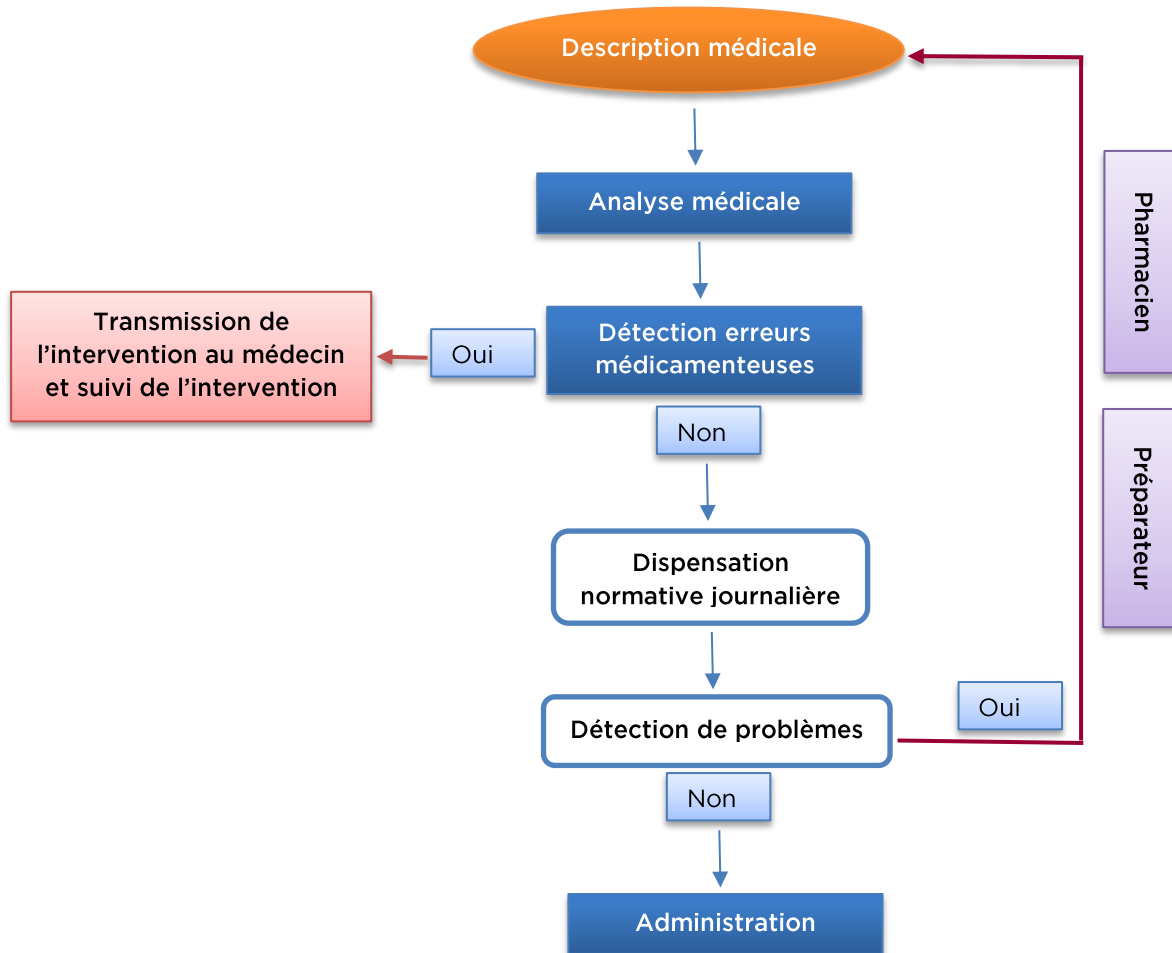 Description médicale
Analyse médicale
Pharmacien
Transmission de
l'intervention au médecin
et suivi de l'intervention
Oui
Détection erreurs
médicamenteuses
Non
Préparateur
Dispensation
normative journalière
Détection de problèmes
Oui
Non
Administration